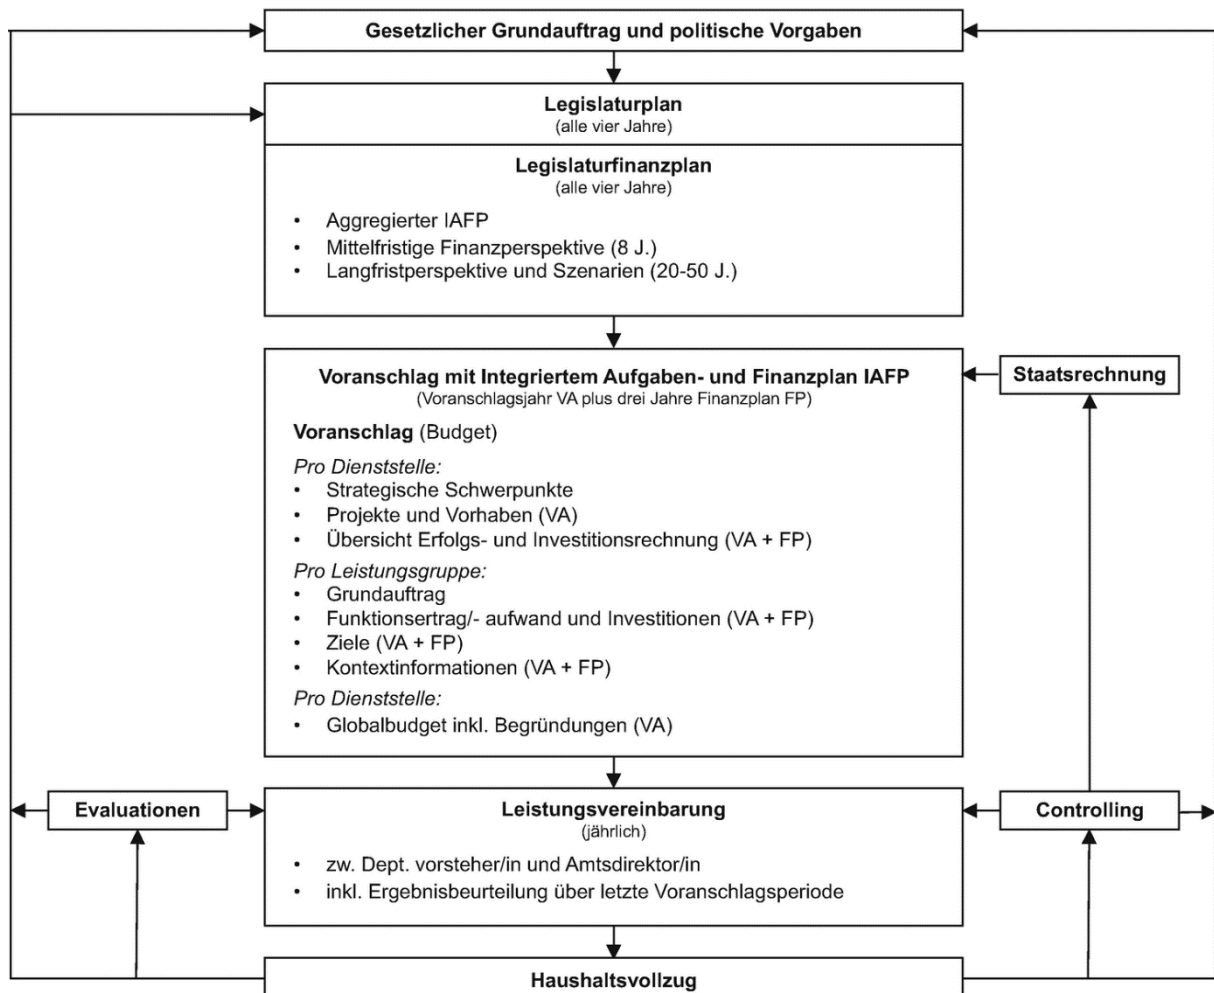 Gesetzlicher Grundauftrag und politische Vorgaben
Legislaturplan
(alle vier Jahre)
Legislaturfinanzplan
(alle vier Jahre)
• Aggregierter IAFP
• Mittelfristige Finanzperspektive (8 J.)
• Langfristperspektive und Szenarien (20-50 J.)
Voranschlag mit Integriertem Aufgaben- und Finanzplan IAFP
(Voranschlagsjahr VA plus drei Jahre Finanzplan FP)
Voranschlag (Budget)
Pro Dienststelle:
• Strategische Schwerpunkte
• Projekte und Vorhaben (VA)
• Übersicht Erfolgs- und Investitionsrechnung (VA + FP)
Pro Leistungsgruppe:
• Grundauftrag
• Funktionsertrag/- aufwand und Investitionen (VA + FP)
• Ziele (VA + FP)
• Kontextinformationen (VA + FP)
Pro Dienststelle:
• Globalbudget inkl. Begründungen (VA)
Staatsrechnung
Evaluationen
Leistungsvereinbarung
(jährlich)
• zw. Dept. vorsteher/in und Amtsdirektor/in
• inkl. Ergebnisbeurteilung über letzte Voranschlagsperiode
Controlling
Haushaltsvollzug